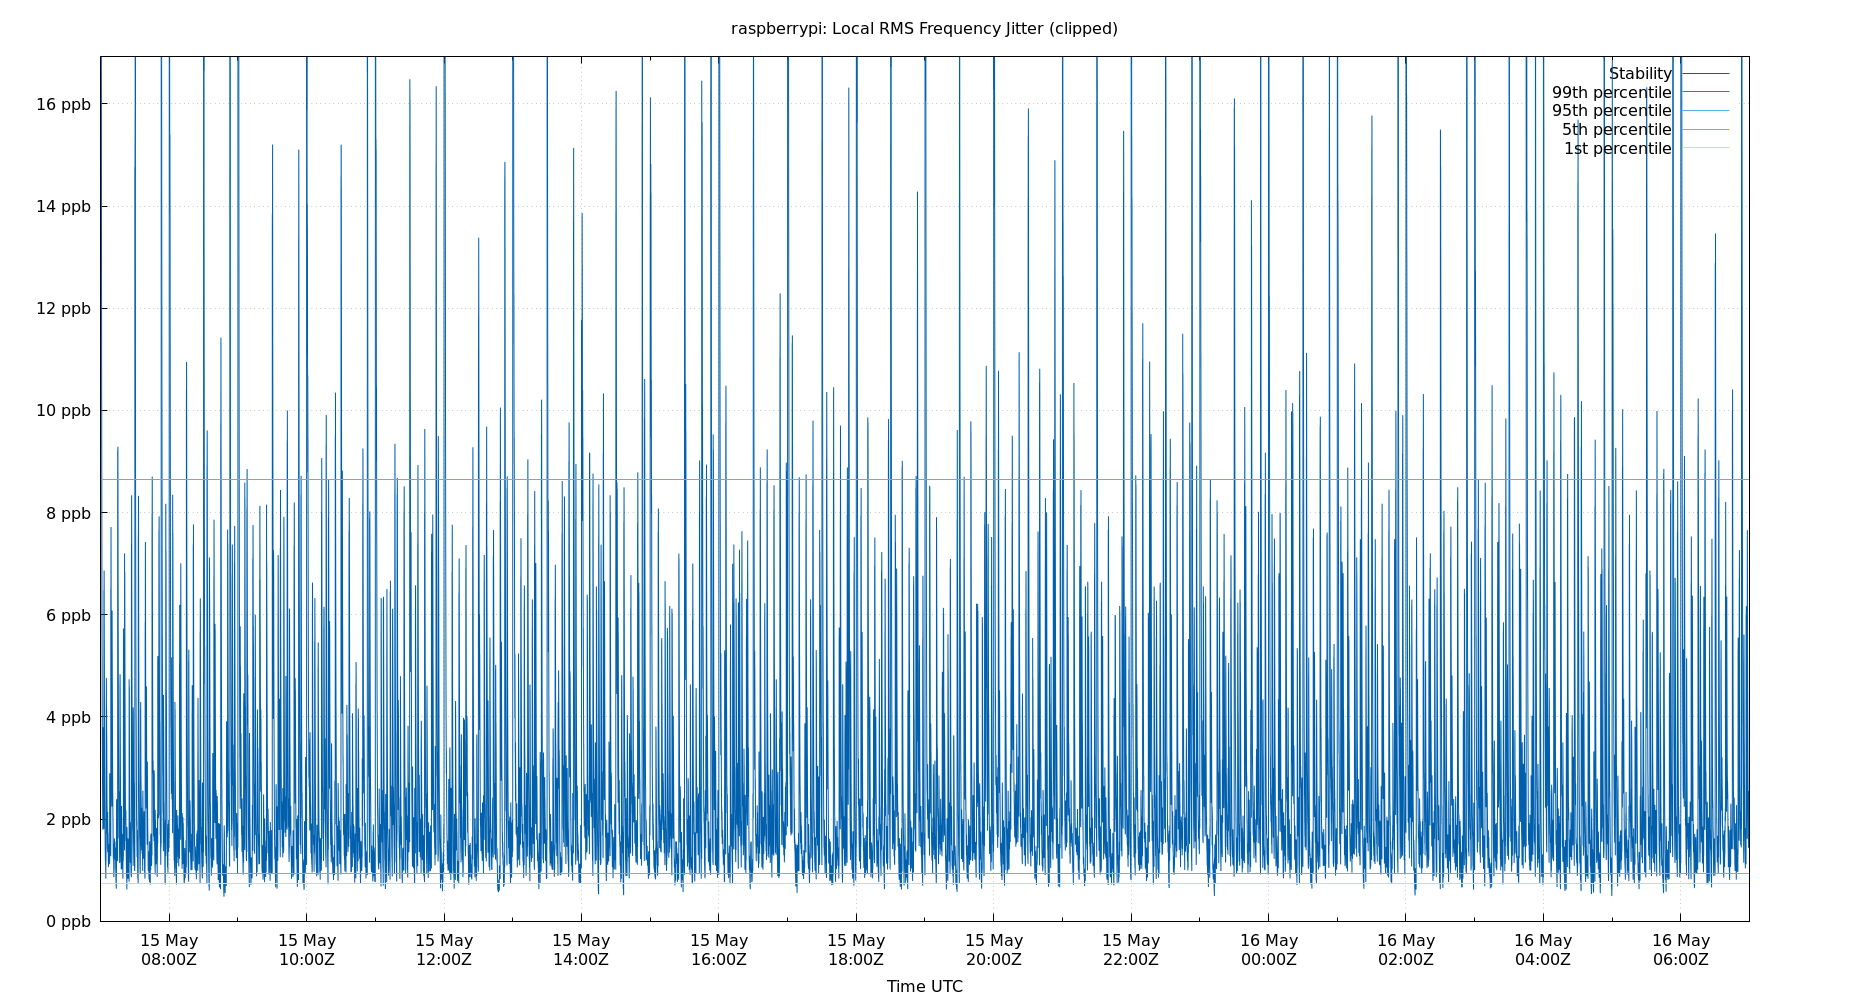 raspberrypi: Local RMS Frequency Jitter (clipped)
Stability
99th percentile
95th percentile
5th percentile
1st percentile
16 ppb
14 ppb
12 ppb
10 ppb
8 ppb
6 ppb
4 ppb
2 ppb
0 ppb
15 May 15 May 15 May 15 May 15 May 15 May 15 May 15 May 16 May 16 May 16 May 16 May
08:00Z 10:00Z 12:00Z 14:00Z 16:00Z 18:00Z 20:00Z 22:00Z 00:00Z 02:00Z 04:00Z 06:00Z
Time UTC